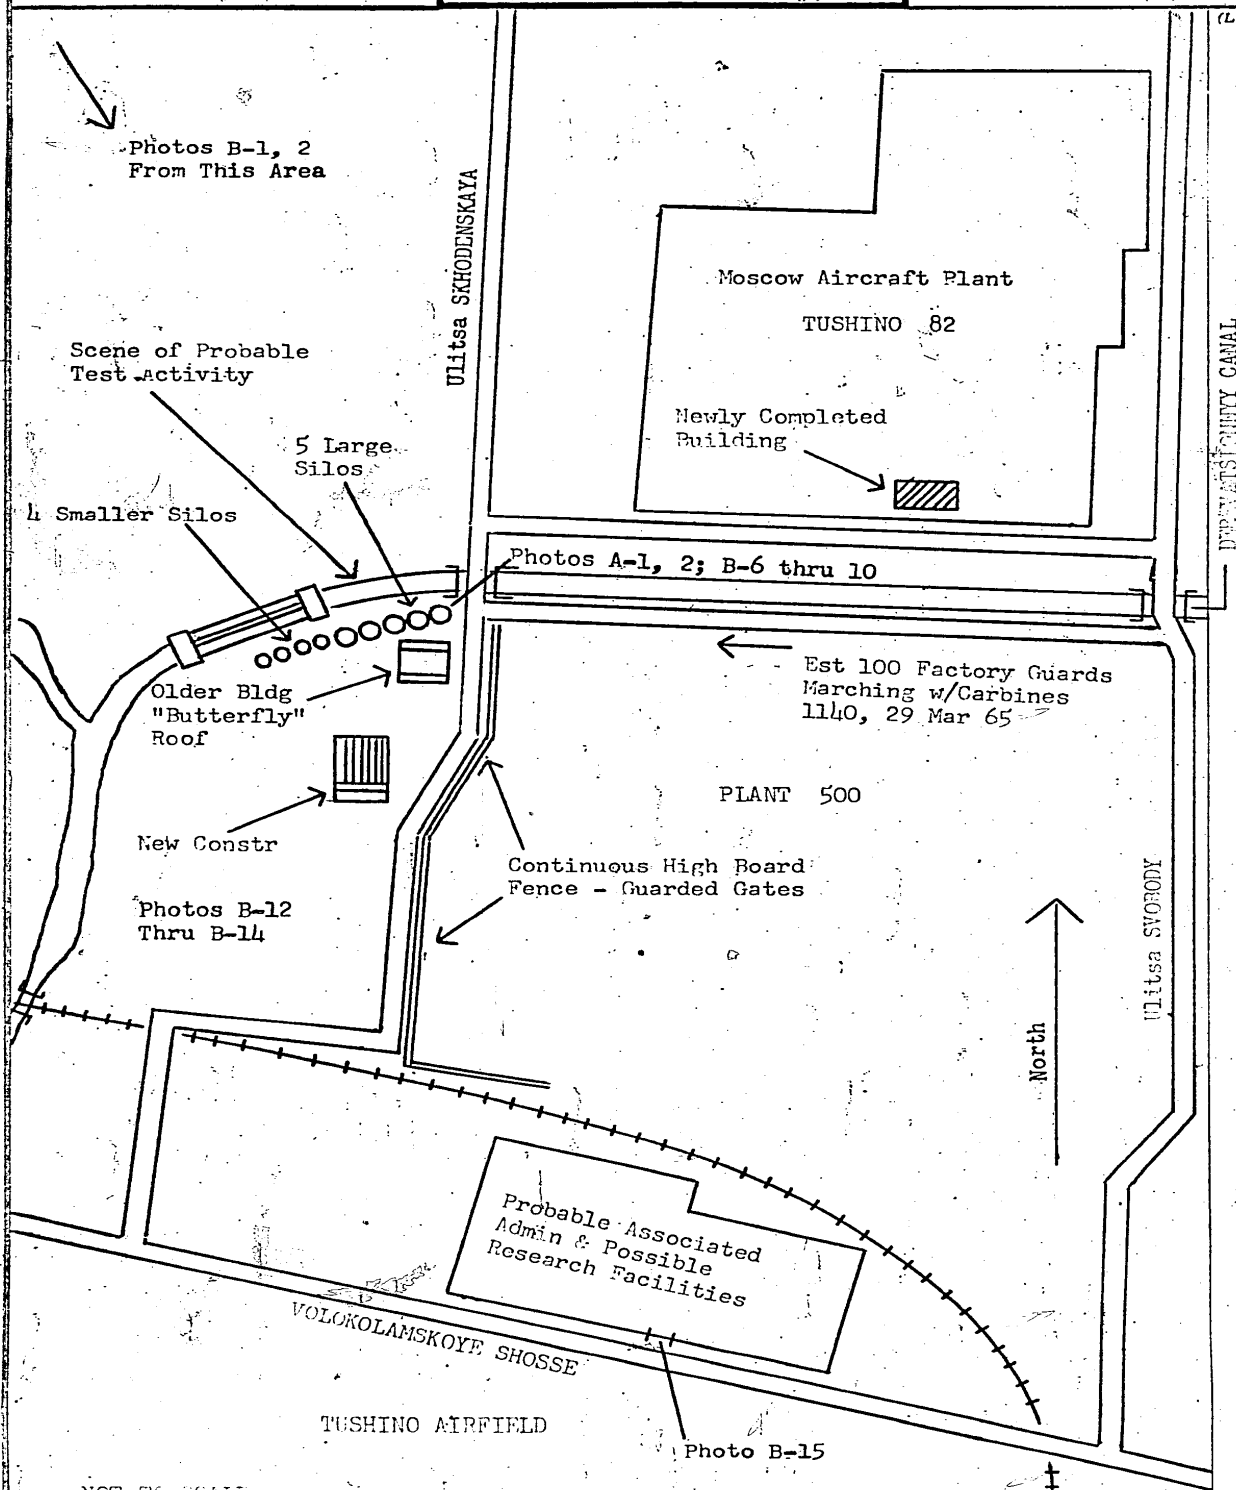 (L
Photos B-1, 2
From This Area
Ulitsa SKHODENSKAYA
Moscow Aircraft Plant
TUSHINO 82
Scene of Probable
Test Activity
Newly Completed
Building
5 Large
Silos
4 Smaller Silos
CANAL
Photos A-1, 2; B-6 thru 10
Est 100 Factory Guards
Marching w/Carbines
1140, 29 Mar 65
Older Bldg
"Butterfly"
Roof
PLANT 500
New Constr
Continuous High Board
Fence - Guarded Gates
Photos B-12
Thru B-14
Ulitsa SVOBODY
North
Probable Associated
Admin & Possible
Research Facilities
VOLOKOLAMSKOYE SHOSSE
TUSHINO AIRFIELD
Photo B-15